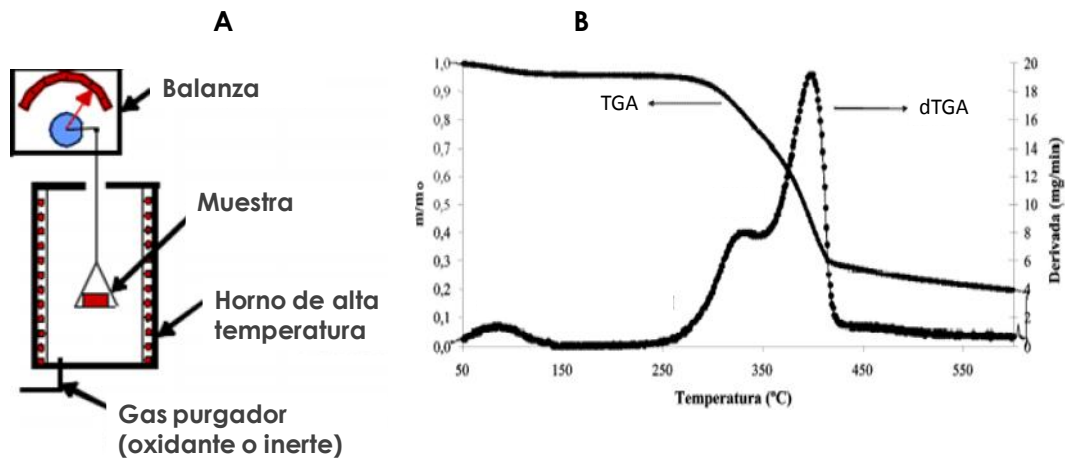 A
Balanza
Muestra
Horno de alta
temperatura
Gas purgador
(oxidante o inerte)
B
1,0
0,9
0,8
0,7
0,6
0,5
0,4
0,3
0,2
0,1
0,0
m/m₀
TGA
dTGA
20
18
16
14
12
10
8
6
4
2
0
Derivada (mg/min)
50
150
250
350
450
550
Temperatura (ºC)